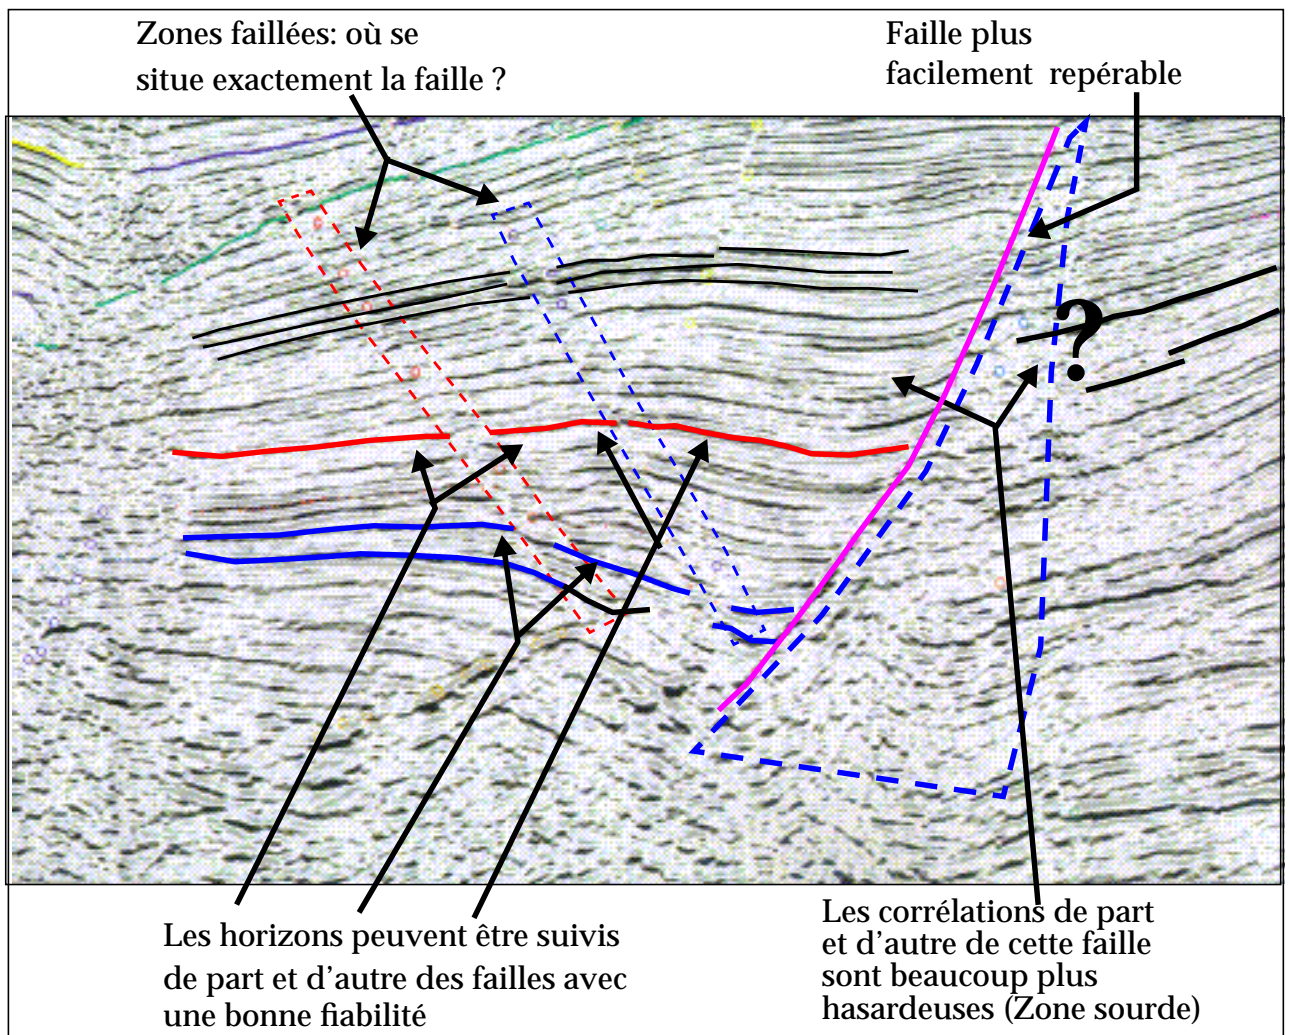 Zones faillées: où se
situe exactement la faille ?
Faille plus
facilement repérable
?
Les horizons peuvent être suivis
de part et d'autre des failles avec
une bonne fiabilité
Les corrélations de part
et d'autre de cette faille
sont beaucoup plus
hasardeuses (Zone sourde)